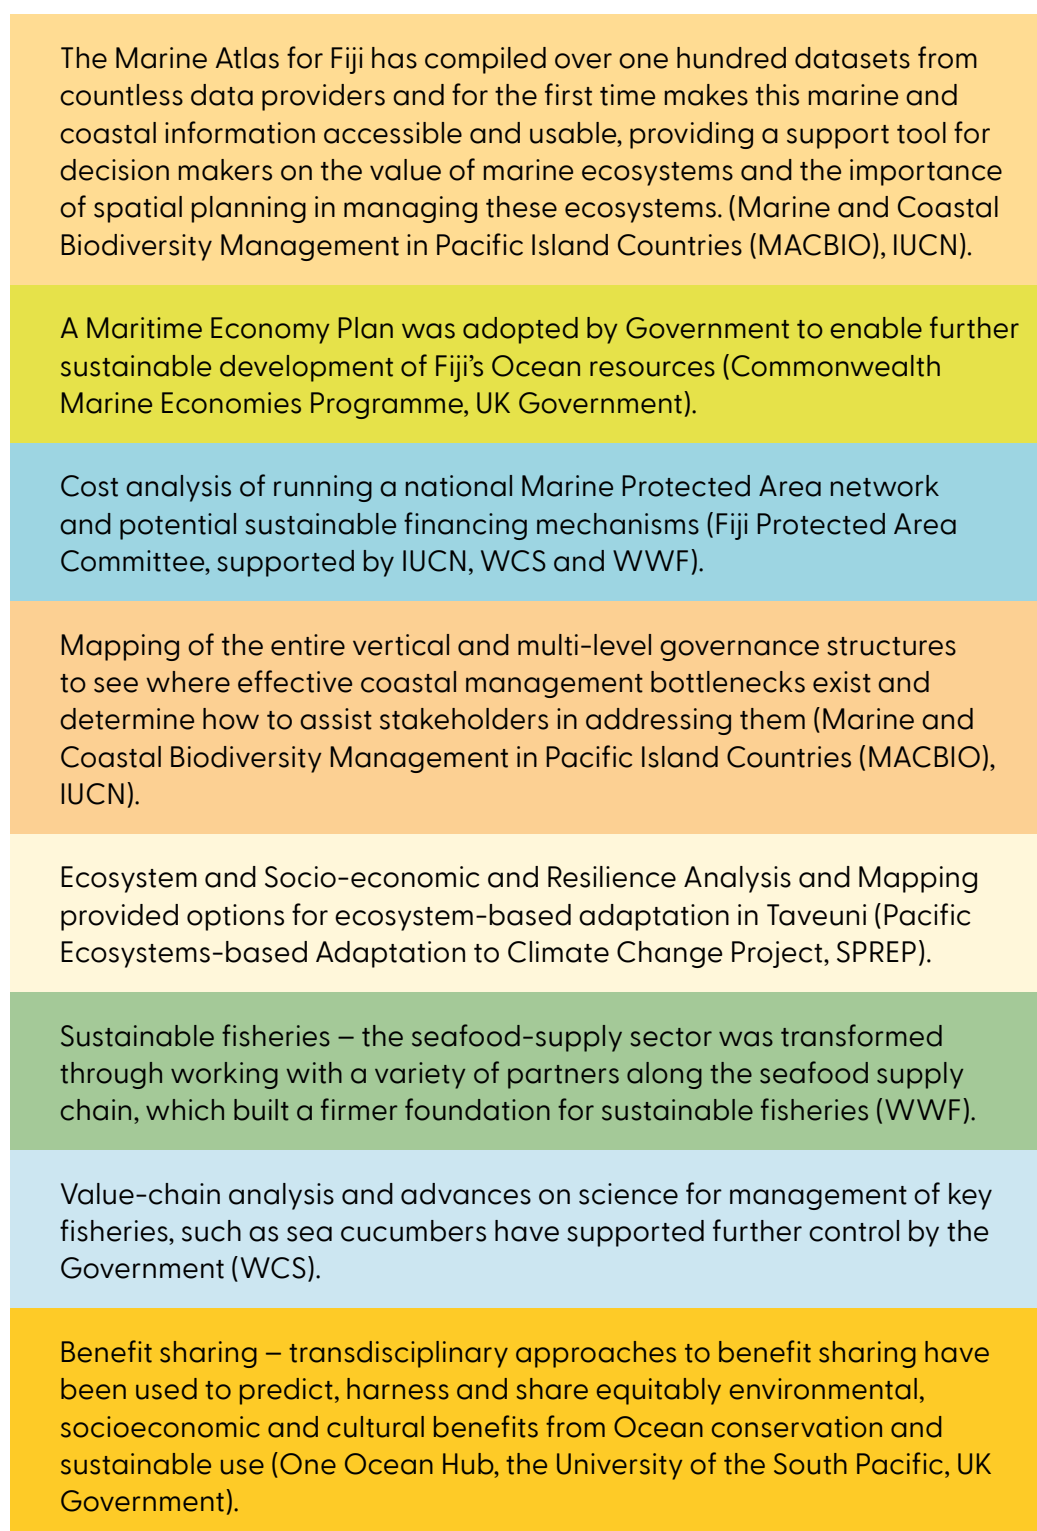 The Marine Atlas for Fiji has compiled over one hundred datasets from
countless data providers and for the first time makes this marine and
coastal information accessible and usable, providing a support tool for
decision makers on the value of marine ecosystems and the importance
of spatial planning in managing these ecosystems. (Marine and Coastal
Biodiversity Management in Pacific Island Countries (MACBIO), IUCN).
A Maritime Economy Plan was adopted by Government to enable further
sustainable development of Fiji's Ocean resources (Commonwealth
Marine Economies Programme, UK Government).
Cost analysis of running a national Marine Protected Area network
and potential sustainable financing mechanisms (Fiji Protected Area
Committee, supported by IUCN, WCS and WWF).
Mapping of the entire vertical and multi-level governance structures
to see where effective coastal management bottlenecks exist and
determine how to assist stakeholders in addressing them (Marine and
Coastal Biodiversity Management in Pacific Island Countries (MACBIO),
IUCN).
Ecosystem and Socio-economic and Resilience Analysis and Mapping
provided options for ecosystem-based adaptation in Taveuni (Pacific
Ecosystems-based Adaptation to Climate Change Project, SPREP).
Sustainable fisheries – the seafood-supply sector was transformed
through working with a variety of partners along the seafood supply
chain, which built a firmer foundation for sustainable fisheries (WWF).
Value-chain analysis and advances on science for management of key
fisheries, such as sea cucumbers have supported further control by the
Government (WCS).
Benefit sharing – transdisciplinary approaches to benefit sharing have
been used to predict, harness and share equitably environmental,
socioeconomic and cultural benefits from Ocean conservation and
sustainable use (One Ocean Hub, the University of the South Pacific, UK
Government).